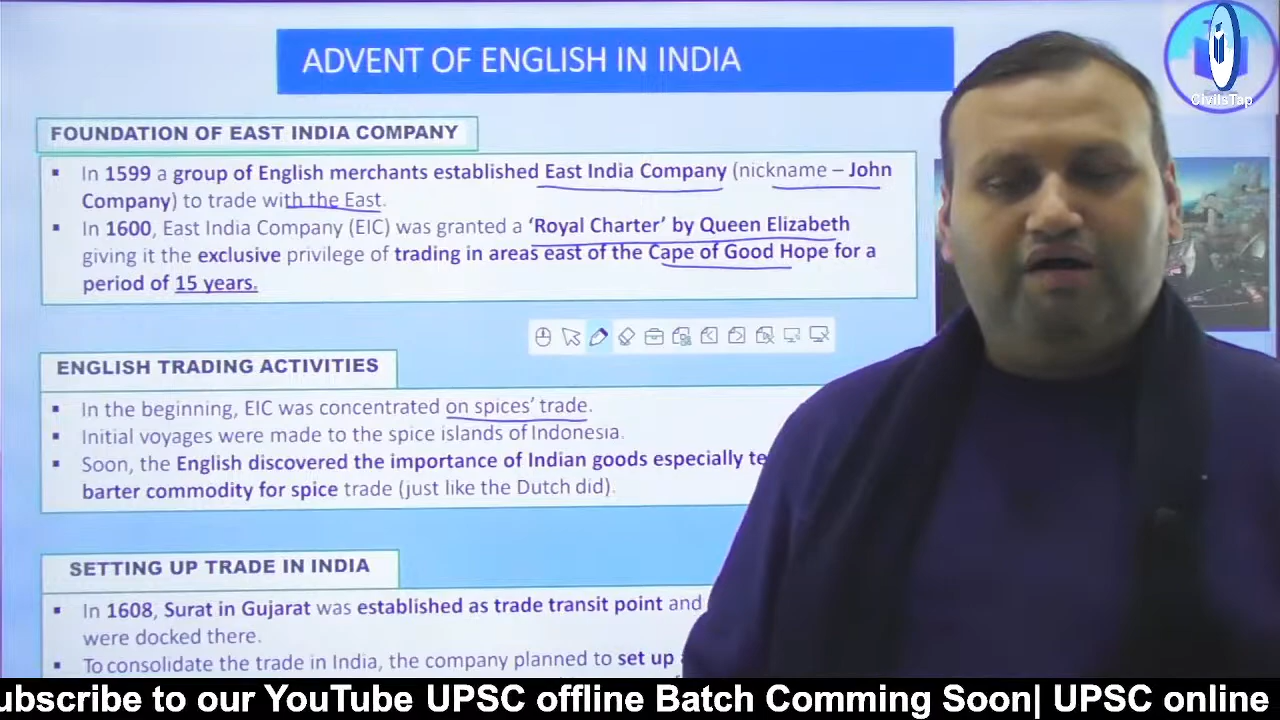 ADVENT OF ENGLISH IN INDIA
CivilsTap
FOUNDATION OF EAST INDIA COMPANY
In 1599 a group of English merchants established East India Company (nickname – John
Company) to trade with the East.
In 1600, East India Company (EIC) was granted a ‘Royal Charter’ by Queen Elizabeth
giving it the exclusive privilege of trading in areas east of the Cape of Good Hope for a
period of 15 years.
ENGLISH TRADING ACTIVITIES
In the beginning, EIC was concentrated on spices’ trade.
Initial voyages were made to the spice islands of Indonesia.
Soon, the English discovered the importance of Indian goods especially te
barter commodity for spice trade (just like the Dutch did).
SETTING UP TRADE IN INDIA
In 1608, Surat in Gujarat was established as trade transit point and
were docked there.
To consolidate the trade in India, the company planned to set up
ubscribe to our YouTube UPSC offline Batch Comming Soon| UPSC online